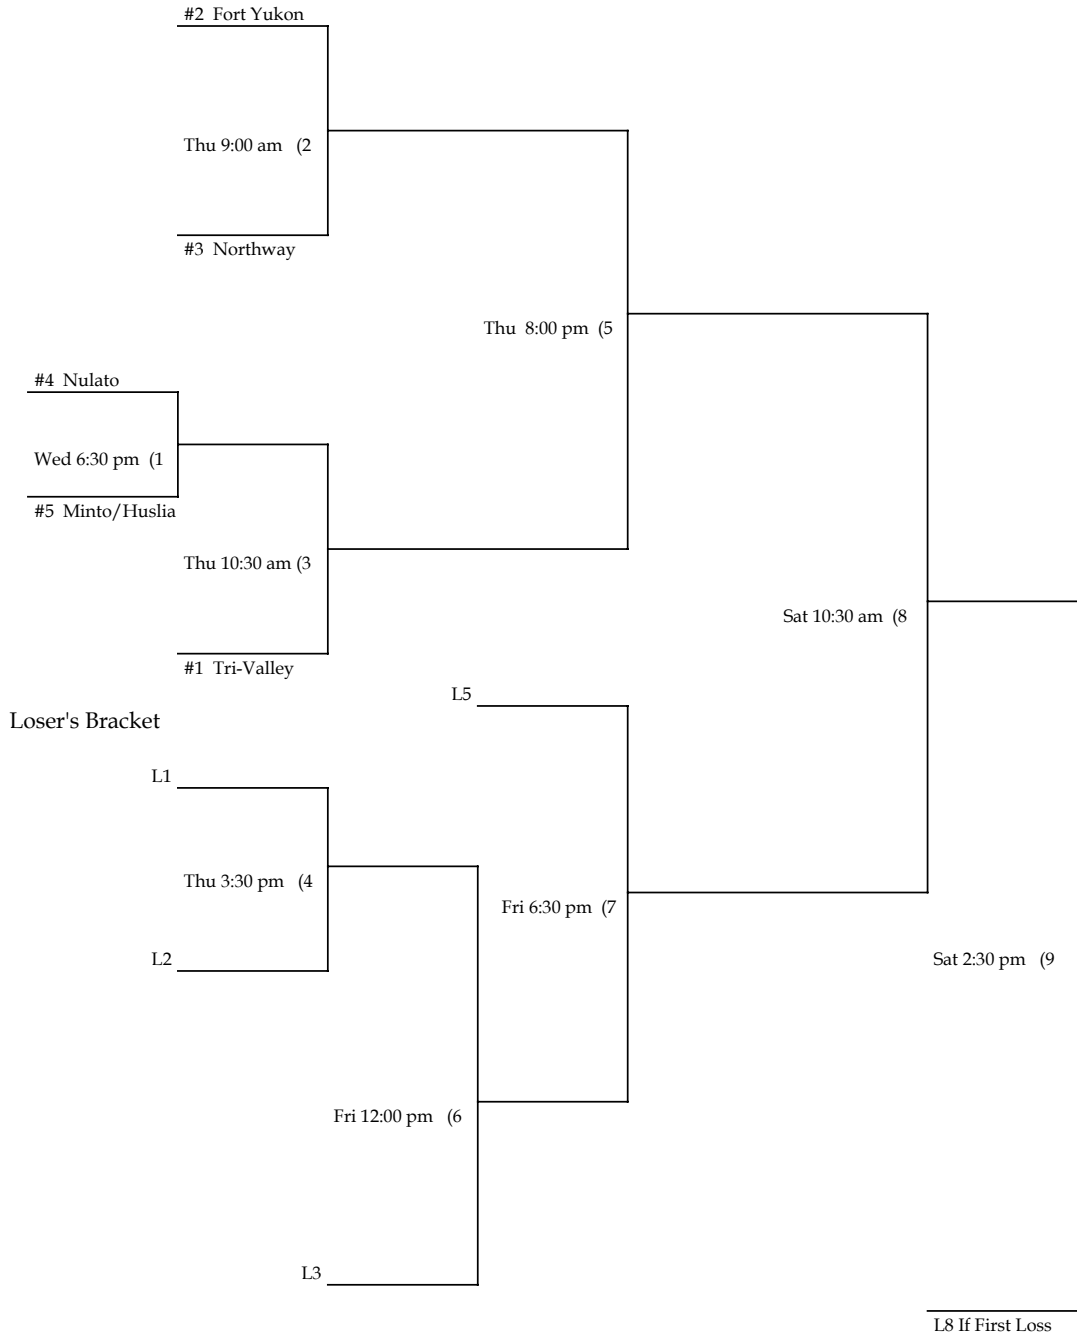 #2 Fort Yukon
Thu 9:00 am (2
#3 Northway
Thu 8:00 pm (5
#4 Nulato
Wed 6:30 pm (1
#5 Minto/Huslia
Thu 10:30 am (3
Sat 10:30 am (8
#1 Tri-Valley
L5
Loser's Bracket
L1
Thu 3:30 pm (4
Fri 6:30 pm (7
L2
Sat 2:30 pm (9
Fri 12:00 pm (6
L3
L8 If First Loss